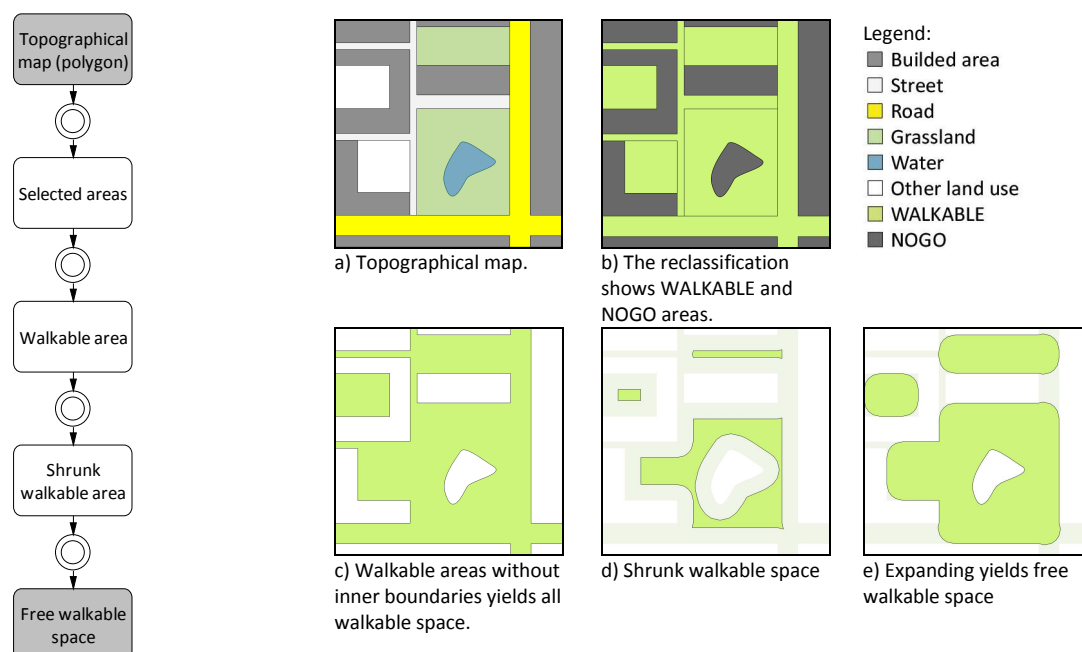 Topographical
map (polygon)
Selected areas
Walkable area
Shrunk
walkable area
Free walkable
space
a) Topographical map.
b) The reclassification
shows WALKABLE and
NOGO areas.
Legend:
Builded area
Street
Road
Grassland
Water
Other land use
WALKABLE
NOGO
c) Walkable areas without
inner boundaries yields all
walkable space.
d) Shrunk walkable space
e) Expanding yields free
walkable space